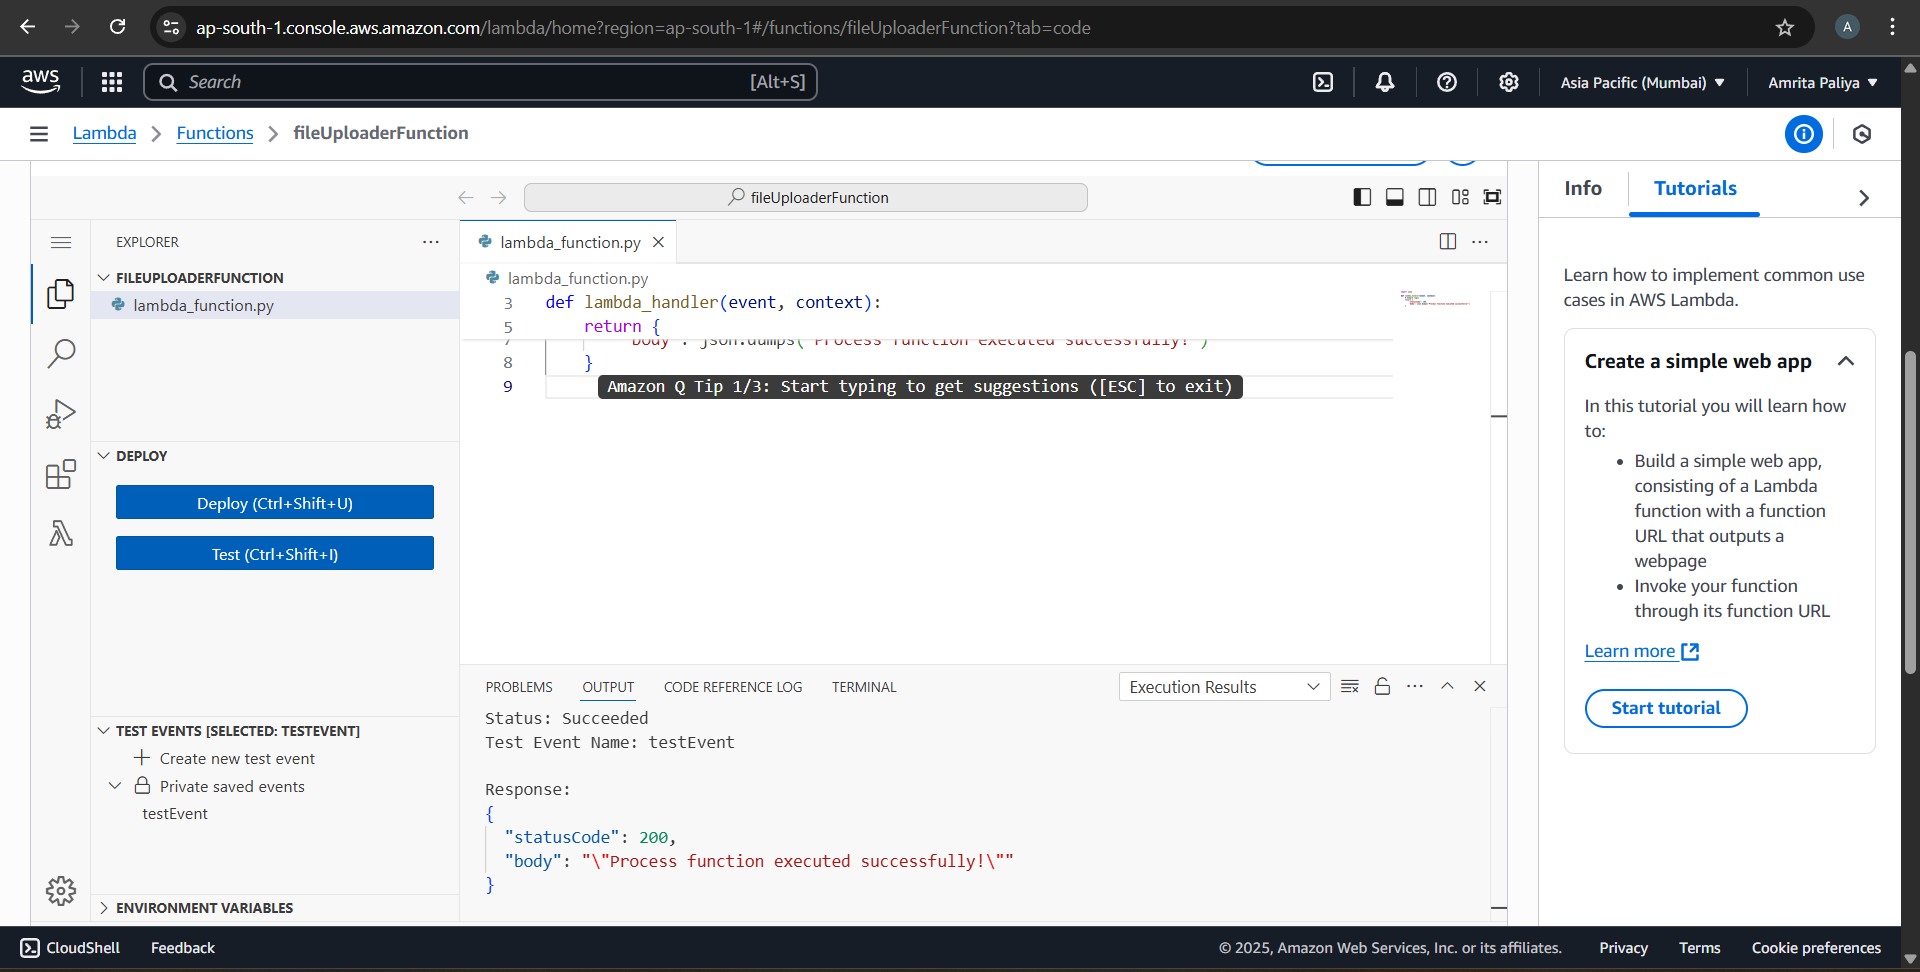 ap-south-1.console.aws.amazon.com/lambda/home?region=ap-south-1#/functions/fileUploaderFunction?tab=code
A
aws
Search
[Alt+S]
Asia Pacific (Mumbai)
Amrita Paliya
Lambda
Functions
fileUploaderFunction
fileUploaderFunction
EXPLORER
FILEUPLOADERFUNCTION
lambda_function.py
DEPLOY
Deploy (Ctrl+Shift+U)
Test (Ctrl+Shift+I)
TEST EVENTS [SELECTED: TESTEVENT]
Create new test event
Private saved events
testEvent
ENVIRONMENT VARIABLES
lambda_function.py
lambda_function.py
3 def lambda_handler(event, context):
5 return {
7 'body': json.dumps('Process function executed successfully!')
8 }
9 Amazon Q Tip 1/3: Start typing to get suggestions ([ESC] to exit)
PROBLEMS
OUTPUT
CODE REFERENCE LOG
TERMINAL
Execution Results
Status: Succeeded
Test Event Name: testEvent
Response:
{
"statusCode": 200,
"body": "\"Process function executed successfully!\""
}
Info
Tutorials
Learn how to implement common use
cases in AWS Lambda.
Create a simple web app
In this tutorial you will learn how
to:
• Build a simple web app,
consisting of a Lambda
function with a function
URL that outputs a
webpage
• Invoke your function
through its function URL
Learn more
Start tutorial
CloudShell
Feedback
© 2025, Amazon Web Services, Inc. or its affiliates.
Privacy
Terms
Cookie preferences